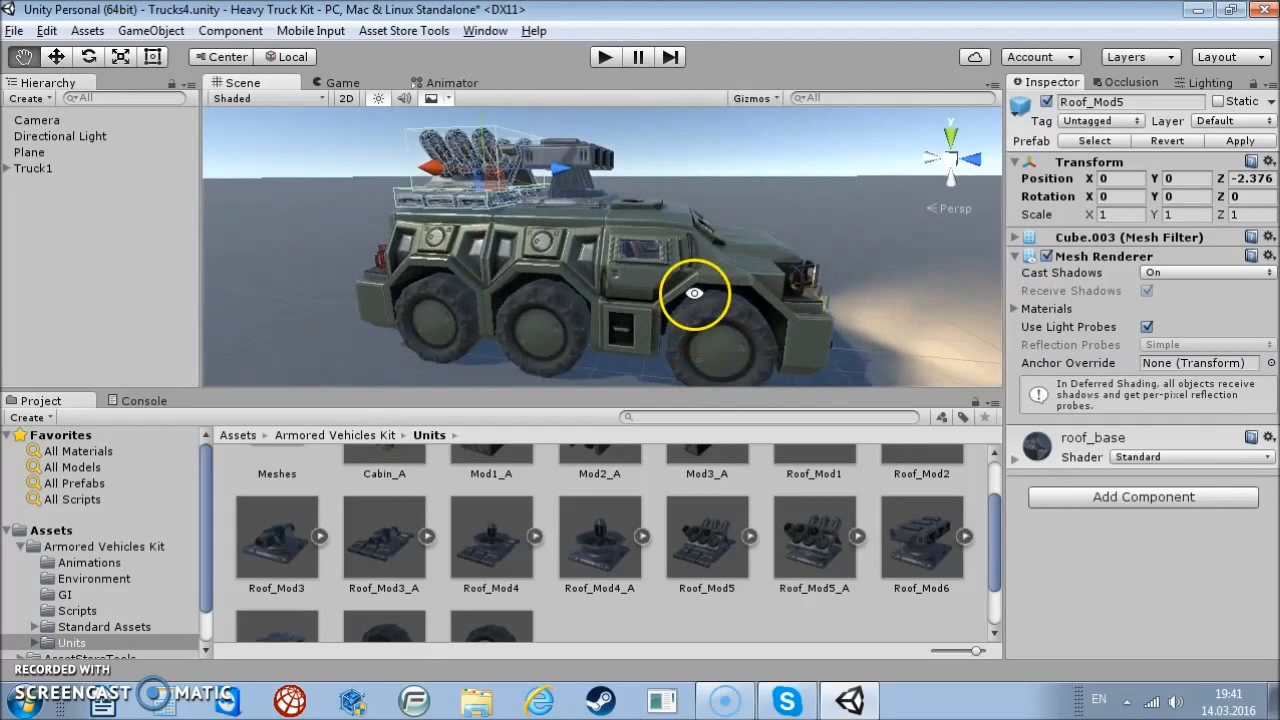 Unity Personal (64bit) - Trucks4.unity - Heavy Truck Kit - PC, Mac & Linux Standalone* <DX11>
File Edit Assets GameObject Component Mobile Input Asset Store Tools Window Help
Center Local Account Layers Layout
Hierarchy Scene Game Animator Inspector Occlusion Lighting
Create All Shaded 2D Gizmos All
Roof_Mod5 Static
Tag Untagged Layer Default
Prefab Select Revert Apply
Camera
Directional Light
Plane
Truck1
y
Persp
Transform
Position X 0 Y 0 Z -2.376
Rotation X 0 Y 0 Z 0
Scale X 1 Y 1 Z 1
Cube.003 (Mesh Filter)
Mesh Renderer
Cast Shadows On
Receive Shadows
Materials
Use Light Probes
Reflection Probes Simple
Anchor Override None (Transform)
In Deferred Shading, all objects receive
shadows and get per-pixel reflection
probes.
roof_base
Shader Standard
Add Component
Project Console
Create
Favorites
All Materials
All Models
All Prefabs
All Scripts
Assets
Armored Vehicles Kit
Animations
Environment
GI
Scripts
Standard Assets
Units
AssetStoreTools
Assets Armored Vehicles Kit Units
Meshes Cabin_A Mod1_A Mod2_A Mod3_A Roof_Mod1 Roof_Mod2
Roof_Mod3 Roof_Mod3_A Roof_Mod4 Roof_Mod4_A Roof_Mod5 Roof_Mod5_A Roof_Mod6
RECORDED WITH
SCREENCAST MATIC
EN
19:41
14.03.2016